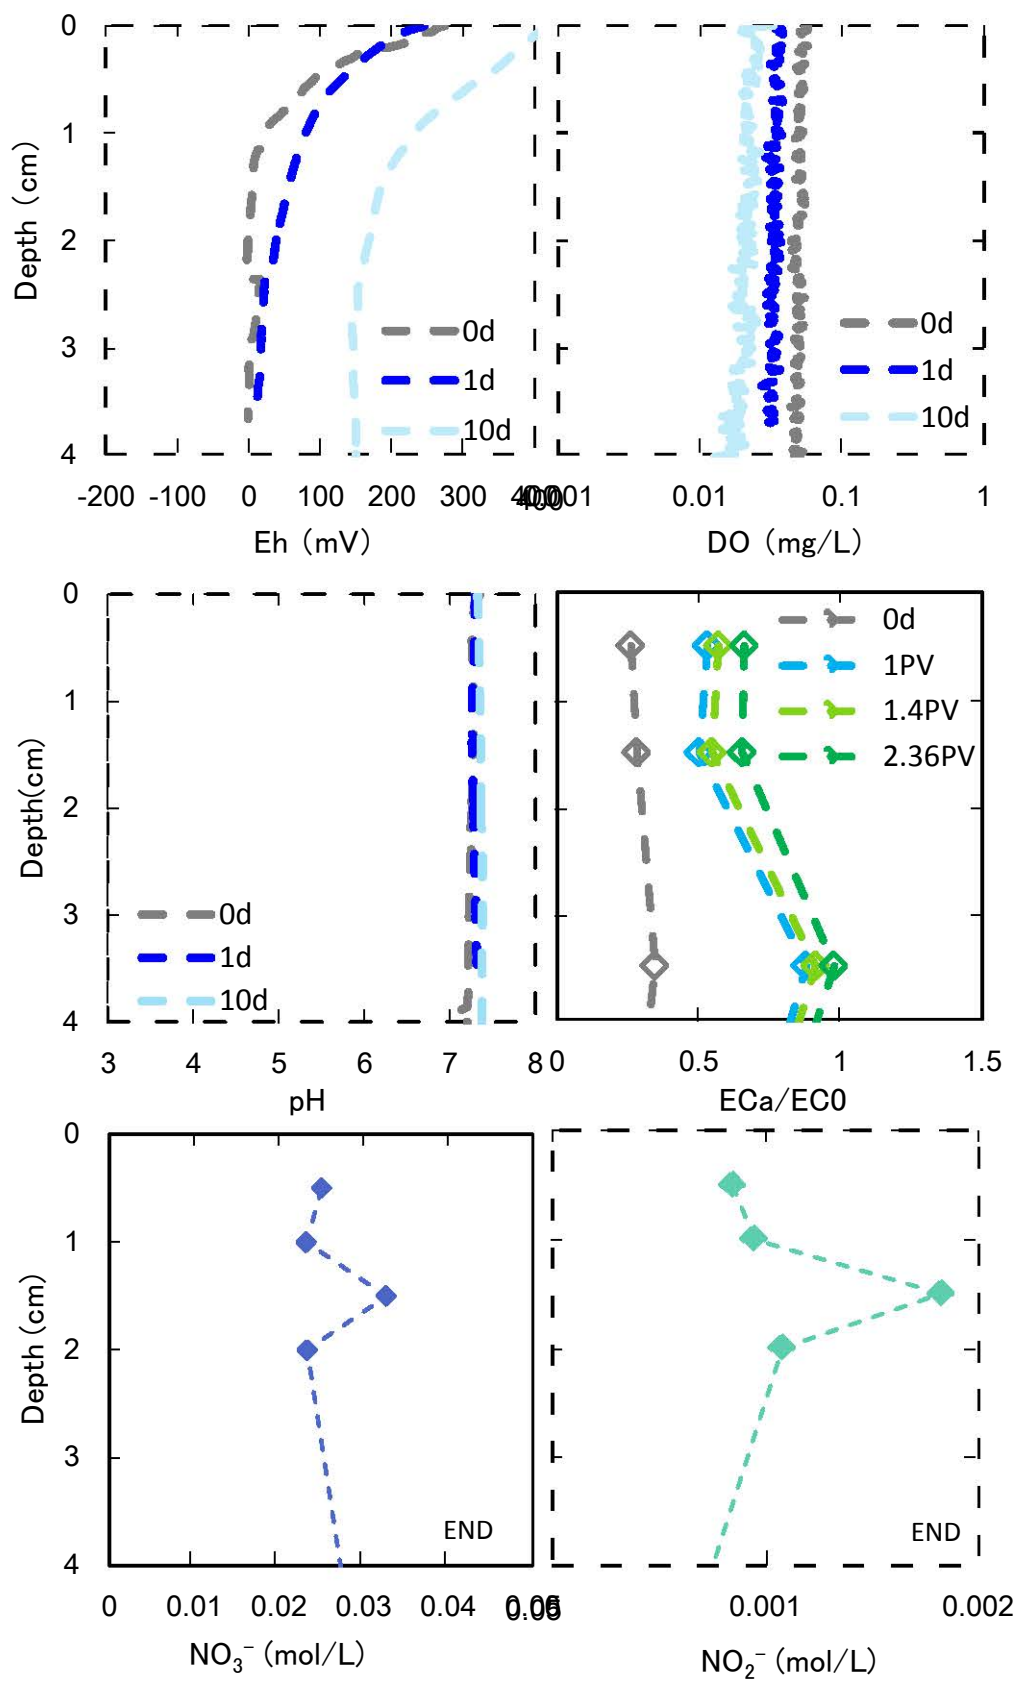 0
1
2
3
4
Depth (cm)
0d
1d
10d
-200 -100 0 100 200 300 400
Eh (mV)
0d
1d
10d
0.01 0.1 1
DO (mg/L)
0
1
2
3
4
Depth(cm)
0d
1d
10d
3 4 5 6 7 8
pH
0d
1PV
1.4PV
2.36PV
0 0.5 1 1.5
ECa/EC0
0
1
2
3
4
Depth (cm)
END
0 0.01 0.02 0.03 0.04
NO₃⁻ (mol/L)
END
0.001 0.002
NO₂⁻ (mol/L)